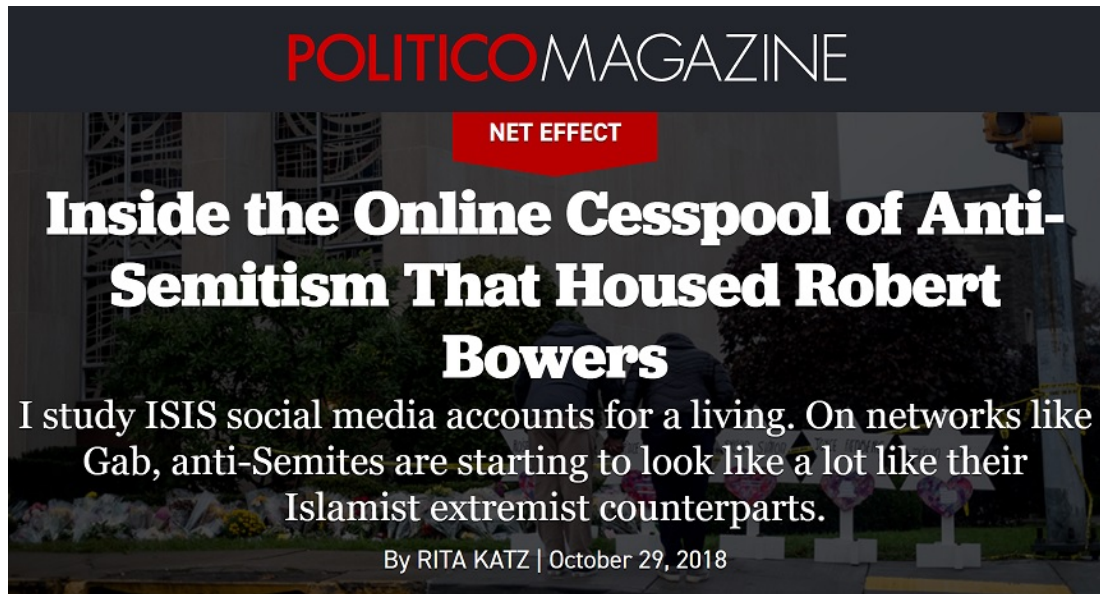 POLITICOMAGAZINE
NET EFFECT
Inside the Online Cesspool of Anti-
Semitism That Housed Robert
Bowers
I study ISIS social media accounts for a living. On networks like
Gab, anti-Semites are starting to look like a lot like their
Islamist extremist counterparts.
By RITA KATZ | October 29, 2018